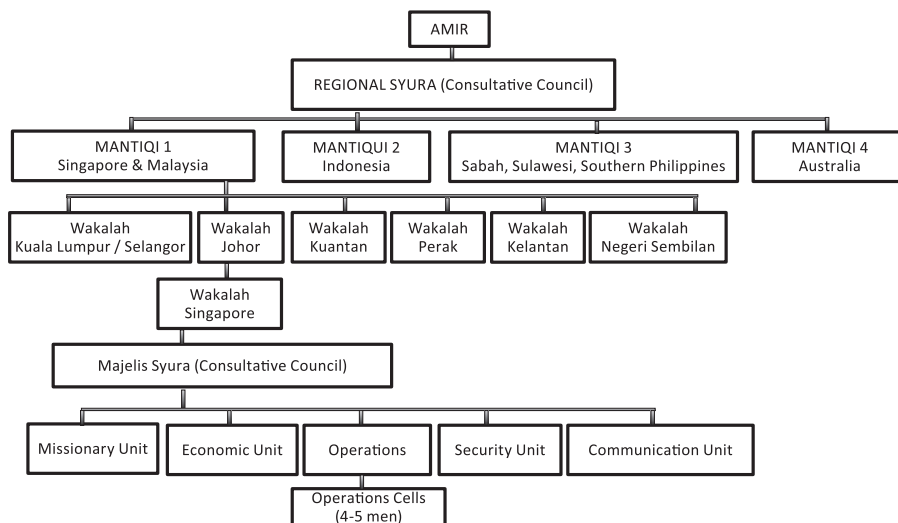 AMIR
REGIONAL SYURA (Consultative Council)
MANTIQI 1
Singapore & Malaysia
MANTIQUI 2
Indonesia
MANTIQI 3
Sabah, Sulawesi, Southern Philippines
MANTIQI 4
Australia
Wakalah
Kuala Lumpur / Selangor
Wakalah
Johor
Wakalah
Kuantan
Wakalah
Perak
Wakalah
Kelantan
Wakalah
Negeri Sembilan
Wakalah
Singapore
Majelis Syura (Consultative Council)
Missionary Unit
Economic Unit
Operations
Security Unit
Communication Unit
Operations Cells
(4-5 men)